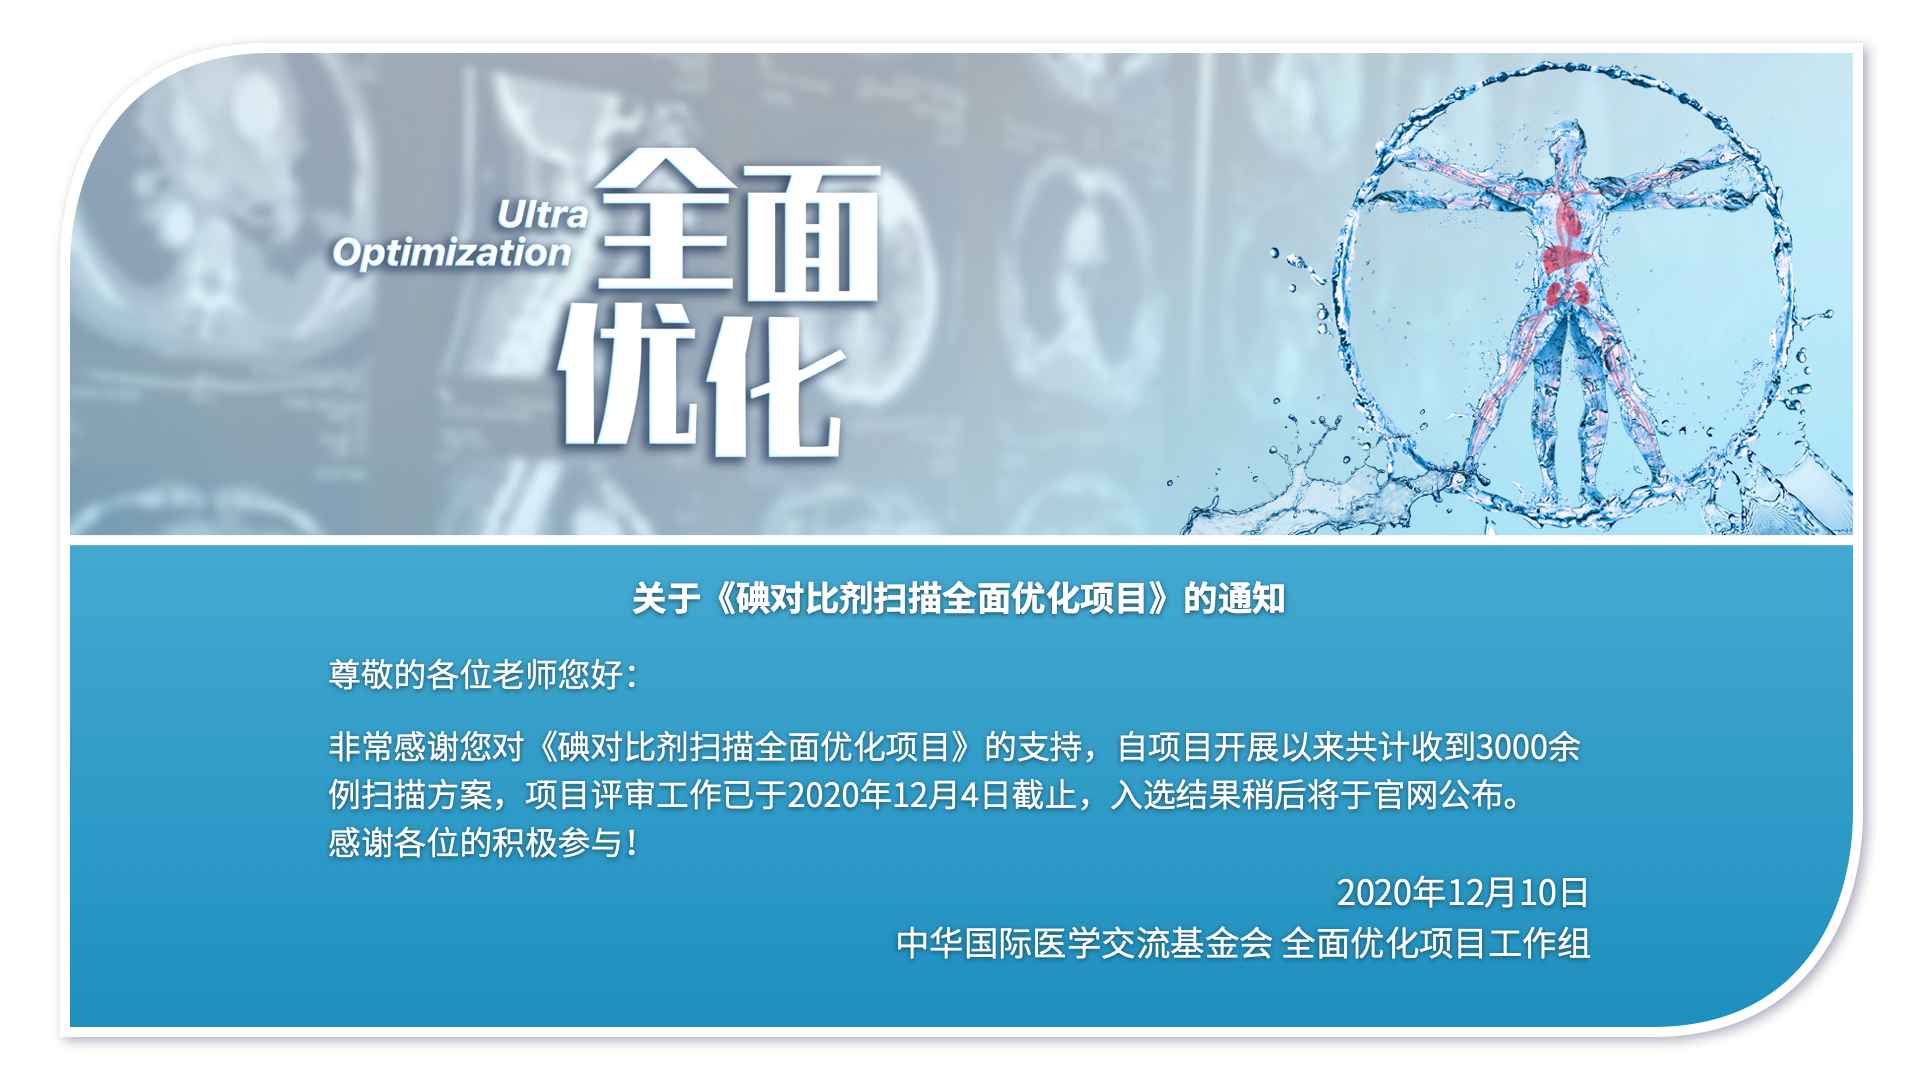 Ultra
Optimization
全面
优化
关于《碘对比剂扫描全面优化项目》的通知
尊敬的各位老师您好：
非常感谢您对《碘对比剂扫描全面优化项目》的支持，自项目开展以来共计收到3000余
例扫描方案，项目评审工作已于2020年12月4日截止，入选结果稍后将于官网公布。
感谢各位的积极参与！
2020年12月10日
中华国际医学交流基金会 全面优化项目工作组